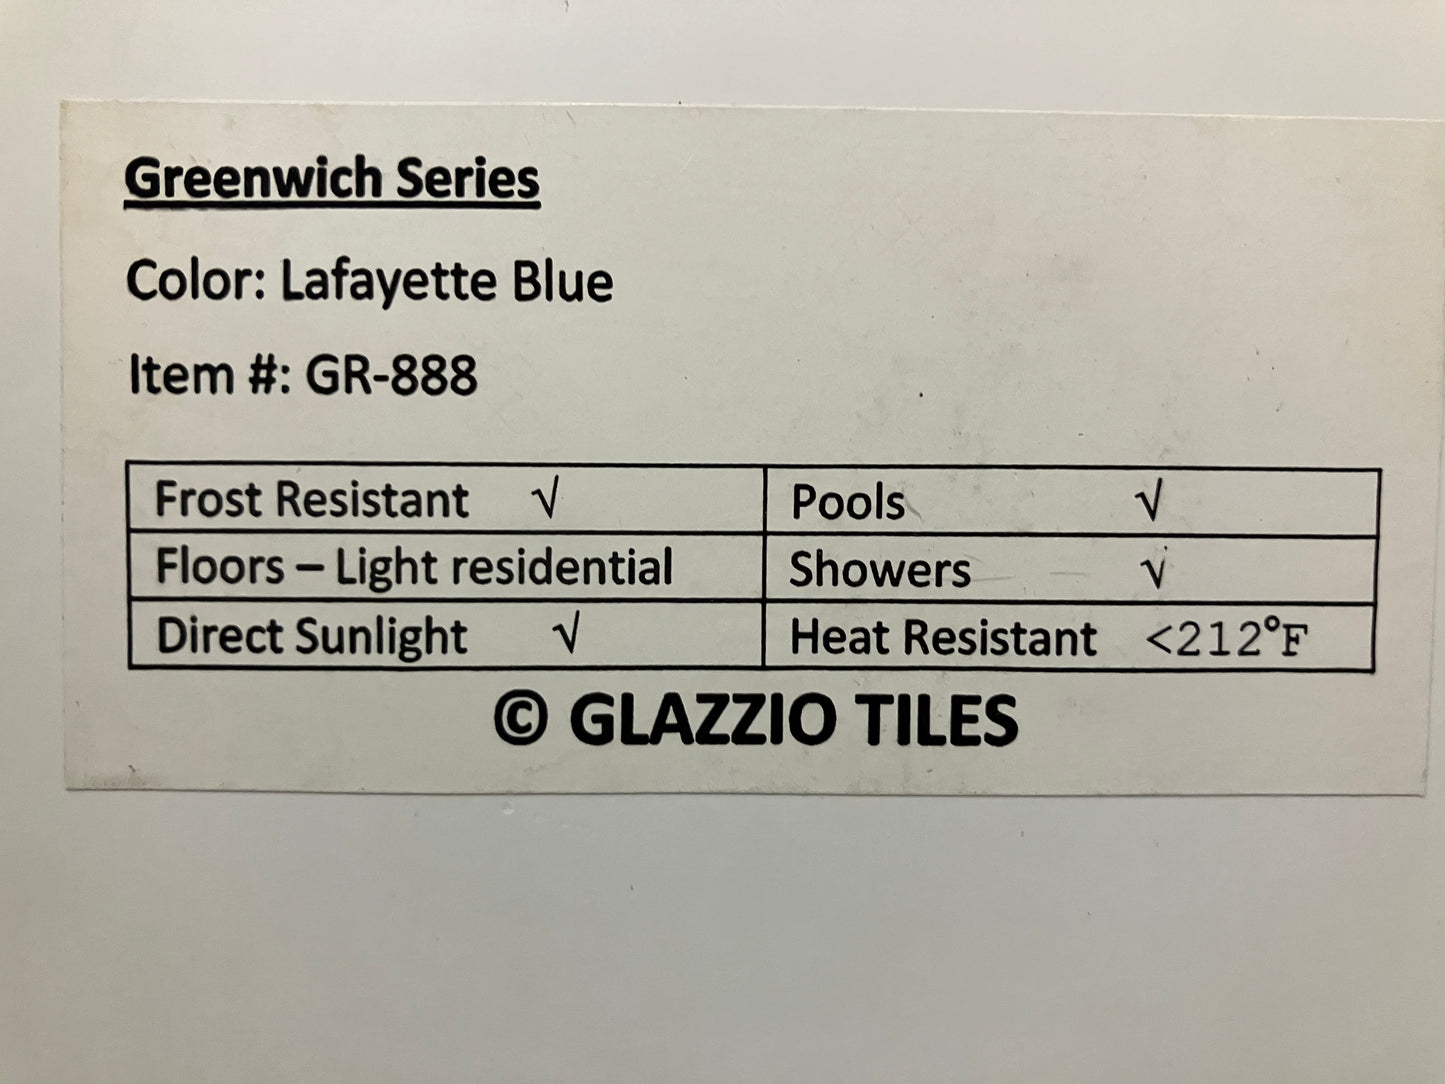 Greenwich Series
Color: Lafayette Blue
Item #: GR-888
Frost Resistant √ Pools √
Floors – Light residential Showers √
Direct Sunlight √ Heat Resistant <212°F
© GLAZZIO TILES